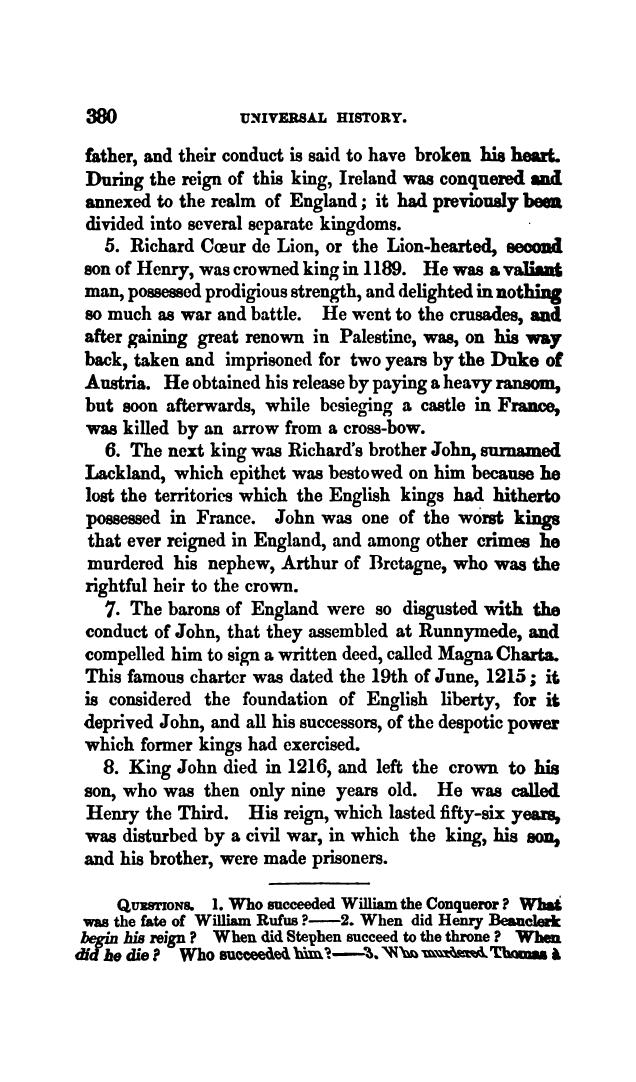 380 UNIVERSAL HISTORY.
father, and their conduct is said to have broken his heart.
During the reign of this king, Ireland was conquered and
annexed to the realm of England; it had previously been
divided into several separate kingdoms.
5. Richard Cœur de Lion, or the Lion-hearted, second
son of Henry, was crowned king in 1189. He was a valiant
man, possessed prodigious strength, and delighted in nothing
so much as war and battle. He went to the crusades, and
after gaining great renown in Palestine, was, on his way
back, taken and imprisoned for two years by the Duke of
Austria. He obtained his release by paying a heavy ransom,
but soon afterwards, while besieging a castle in France,
was killed by an arrow from a cross-bow.
6. The next king was Richard's brother John, surnamed
Lackland, which epithet was bestowed on him because he
lost the territories which the English kings had hitherto
possessed in France. John was one of the worst kings
that ever reigned in England, and among other crimes he
murdered his nephew, Arthur of Bretagne, who was the
rightful heir to the crown.
7. The barons of England were so disgusted with the
conduct of John, that they assembled at Runnymede, and
compelled him to sign a written deed, called Magna Charta.
This famous charter was dated the 19th of June, 1215; it
is considered the foundation of English liberty, for it
deprived John, and all his successors, of the despotic power
which former kings had exercised.
8. King John died in 1216, and left the crown to his
son, who was then only nine years old. He was called
Henry the Third. His reign, which lasted fifty-six years,
was disturbed by a civil war, in which the king, his son,
and his brother, were made prisoners.
QUESTIONS. 1. Who succeeded William the Conqueror? What
was the fate of William Rufus?——2. When did Henry Beauclerk
begin his reign? When did Stephen succeed to the throne? When
did he die? Who succeeded him?——3. Who murdered Thomas à